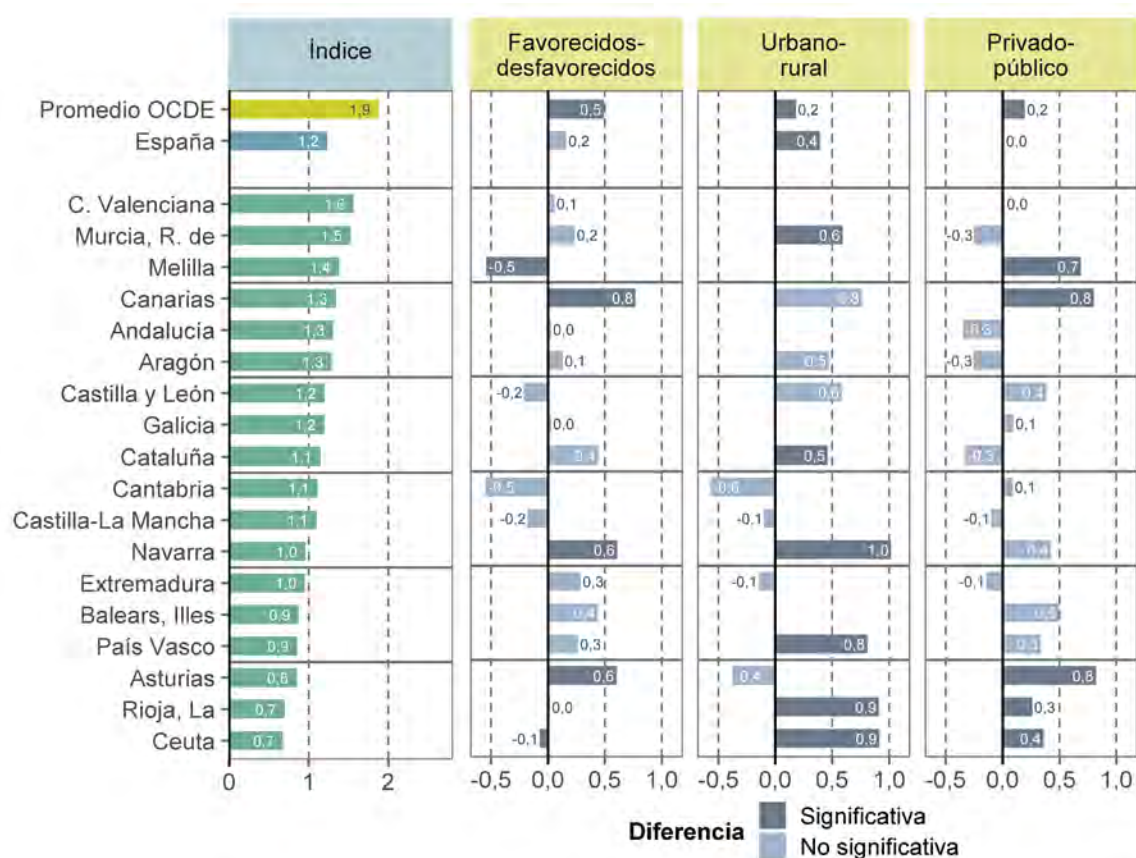 Índice
Favorecidos-
desfavorecidos
Urbano-
rural
Privado-
público
Promedio OCDE 1,9 0,5 0,2 0,2
España 1,2 0,2 0,4 0,0
C. Valenciana 1,6 0,1 0,0
Murcia, R. de 1,5 0,2 0,6 -0,3
Melilla 1,4 -0,5 0,7
Canarias 1,3 0,8 0,8 0,8
Andalucía 1,3 0,0 -0,3
Aragón 1,3 0,1 0,5 -0,3
Castilla y León 1,2 -0,2 0,6 0,4
Galicia 1,2 0,0 0,1
Cataluña 1,1 0,4 0,5 -0,3
Cantabria 1,1 -0,5 -0,6 0,1
Castilla-La Mancha 1,1 -0,2 -0,1 -0,1
Navarra 1,0 0,6 1,0 0,4
Extremadura 1,0 0,3 -0,1 -0,1
Balears, Illes 0,9 0,4 0,5
País Vasco 0,9 0,3 0,8 0,3
Asturias 0,8 0,6 -0,4 0,8
Rioja, La 0,7 0,0 0,9 0,3
Ceuta 0,7 -0,1 0,9 0,4
0 1 2 -0,5 0,0 0,5 1,0 -0,5 0,0 0,5 1,0 -0,5 0,0 0,5 1,0
Diferencia
Significativa
No significativa